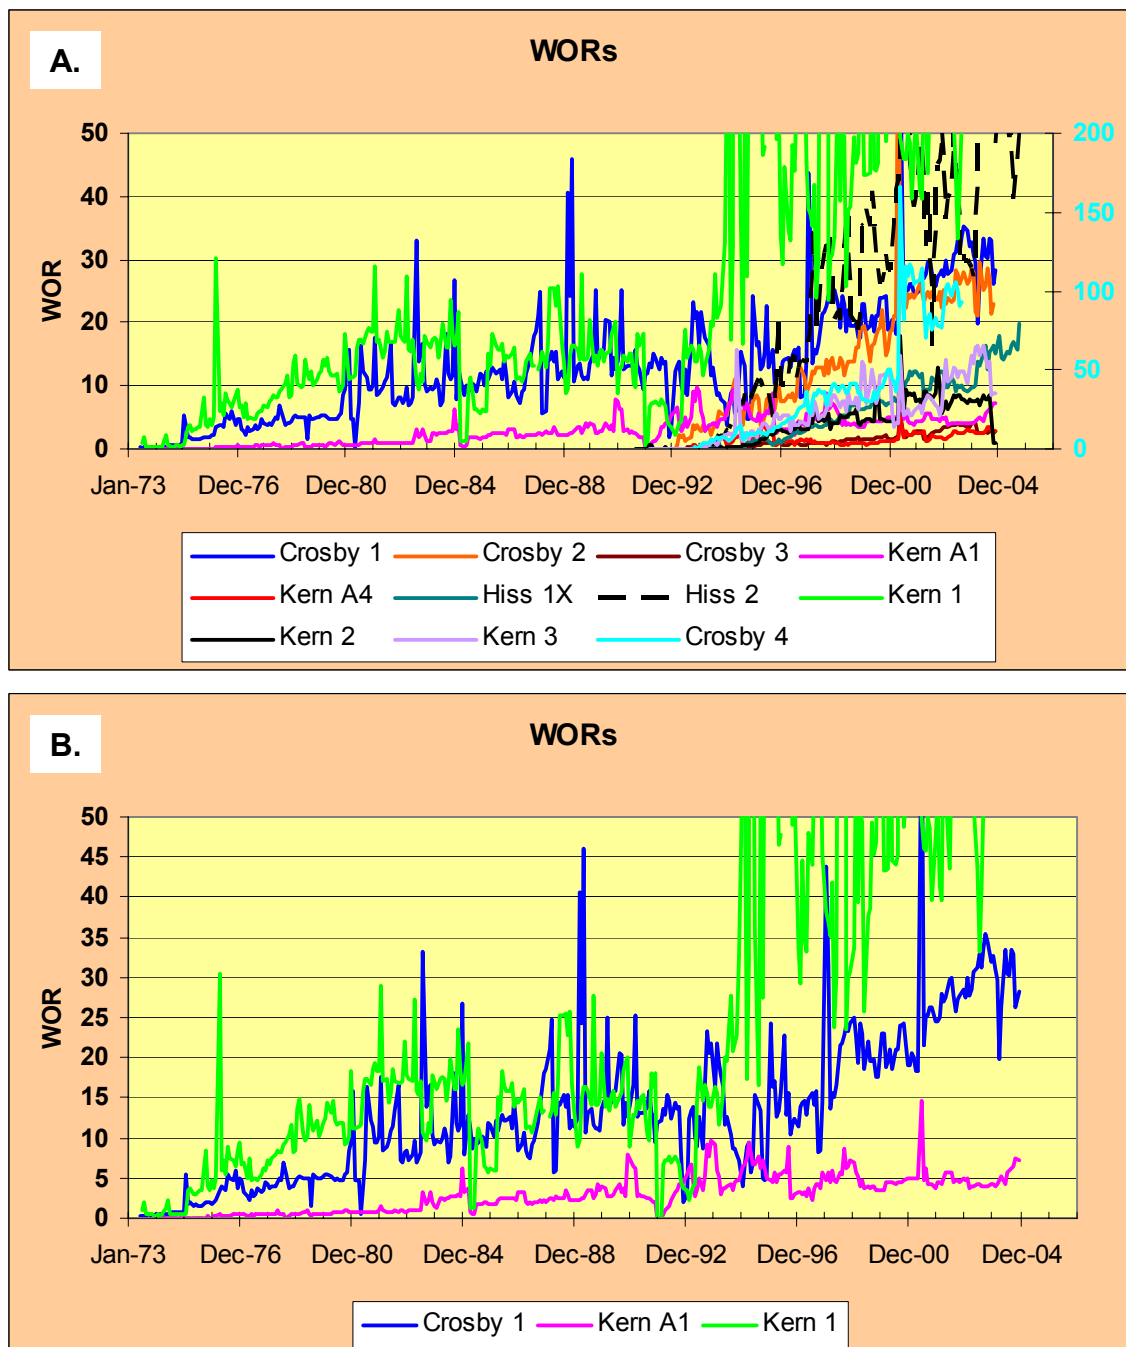 A.
WORs
50 200
40
150
30
100
20
50
10
0 0
WOR
Jan-73 Dec-76 Dec-80 Dec-84 Dec-88 Dec-92 Dec-96 Dec-00 Dec-04
Crosby 1 Crosby 2 Crosby 3 Kern A1
Kern A4 Hiss 1X Hiss 2 Kern 1
Kern 2 Kern 3 Crosby 4
B.
WORs
50
45
40
35
30
25
20
15
10
5
0
WOR
Jan-73 Dec-76 Dec-80 Dec-84 Dec-88 Dec-92 Dec-96 Dec-00 Dec-04
Crosby 1 Kern A1 Kern 1